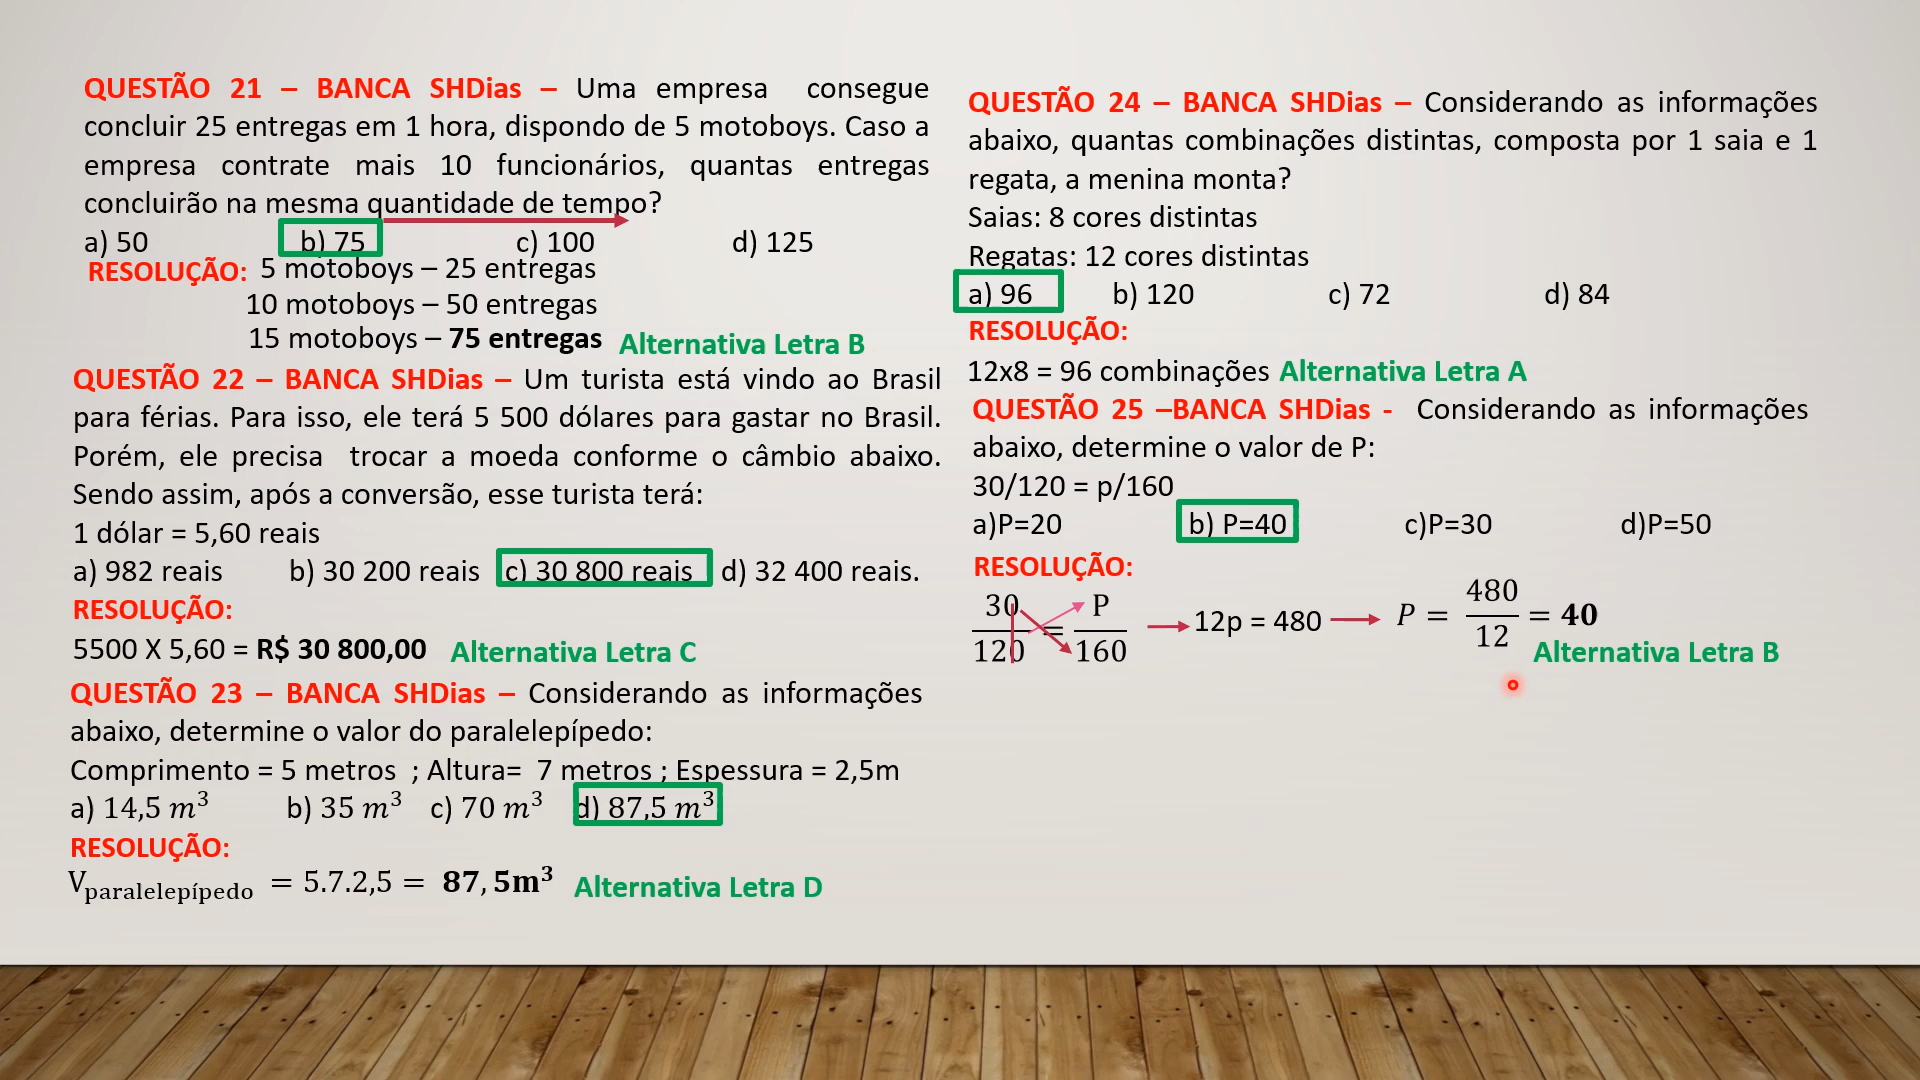 QUESTÃO 21 – BANCA SHDias – Uma empresa consegue
concluir 25 entregas em 1 hora, dispondo de 5 motoboys. Caso a
empresa contrate mais 10 funcionários, quantas entregas
concluirão na mesma quantidade de tempo?
a) 50 b) 75 c) 100 d) 125
RESOLUÇÃO: 5 motoboys – 25 entregas
10 motoboys – 50 entregas
15 motoboys – 75 entregas Alternativa Letra B
QUESTÃO 22 – BANCA SHDias – Um turista está vindo ao Brasil
para férias. Para isso, ele terá 5 500 dólares para gastar no Brasil.
Porém, ele precisa trocar a moeda conforme o câmbio abaixo.
Sendo assim, após a conversão, esse turista terá:
1 dólar = 5,60 reais
a) 982 reais b) 30 200 reais c) 30 800 reais d) 32 400 reais.
RESOLUÇÃO:
5500 X 5,60 = R$ 30 800,00 Alternativa Letra C
QUESTÃO 23 – BANCA SHDias – Considerando as informações
abaixo, determine o valor do paralelepípedo:
Comprimento = 5 metros ; Altura= 7 metros ; Espessura = 2,5m
a) 14,5 m³ b) 35 m³ c) 70 m³ d) 87,5 m³
RESOLUÇÃO:
Vparalelepípedo = 5.7.2,5 = 87,5m³ Alternativa Letra D
QUESTÃO 24 – BANCA SHDias – Considerando as informações
abaixo, quantas combinações distintas, composta por 1 saia e 1
regata, a menina monta?
Saias: 8 cores distintas
Regatas: 12 cores distintas
a) 96 b) 120 c) 72 d) 84
RESOLUÇÃO:
12x8 = 96 combinações Alternativa Letra A
QUESTÃO 25 –BANCA SHDias - Considerando as informações
abaixo, determine o valor de P:
30/120 = p/160
a)P=20 b) P=40 c)P=30 d)P=50
RESOLUÇÃO:
30/120 = P/160 12p = 480 P = 480/12 = 40
Alternativa Letra B